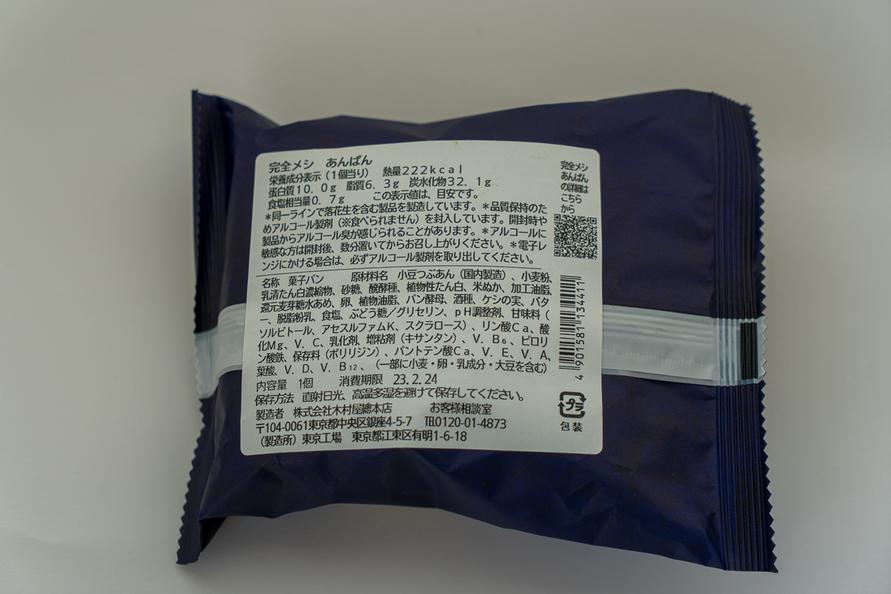 完全メシ　あんぱん
栄養成分表示（1個当り）　熱量222kcal
蛋白質10.0g　脂質6.3g　炭水化物32.1g
食塩相当量0.7g　　この表示値は、目安です。
＊同一ラインで落花生を含む製品を製造しています。＊品質保持のた
めアルコール製剤（※食べられません）を封入しています。開封時や
製品からアルコール臭が感じられることがあります。＊アルコールに
敏感な方は開封後、数分置いてからお召し上がりください。＊電子レ
ンジにかける場合は、必ずアルコール製剤を取り出してください。
完全メシ
あんぱん
の詳細は
こちら
から
名称　菓子パン　　原材料名　小豆つぶあん（国内製造）、小麦粉、
乳清たん白濃縮物、砂糖、醗酵種、植物性たん白、米ぬか、加工油脂、
還元麦芽糖水あめ、卵、植物油脂、パン酵母、酒種、ケシの実、バタ
ー、脱脂粉乳、食塩、ぶどう糖／グリセリン、pH調整剤、甘味料（
ソルビトール、アセスルファムK、スクラロース）、リン酸Ca、酸
化Mg、V.C、乳化剤、増粘剤（キサンタン）、V.B₆、ピロリ
ン酸鉄、保存料（ポリリジン）、パントテン酸Ca、V.E、V.A、
葉酸、V.D、V.B₁₂、（一部に小麦・卵・乳成分・大豆を含む）
内容量　1個　　消費期限　23.2.24
保存方法　直射日光、高温多湿を避けて保存してください。
製造者　株式会社木村屋總本店　　お客様相談室
〒104-0061東京都中央区銀座4-5-7　℡0120-01-4873
（製造所）東京工場　東京都江東区有明1-6-18
4 901581 134411
プラ
包装